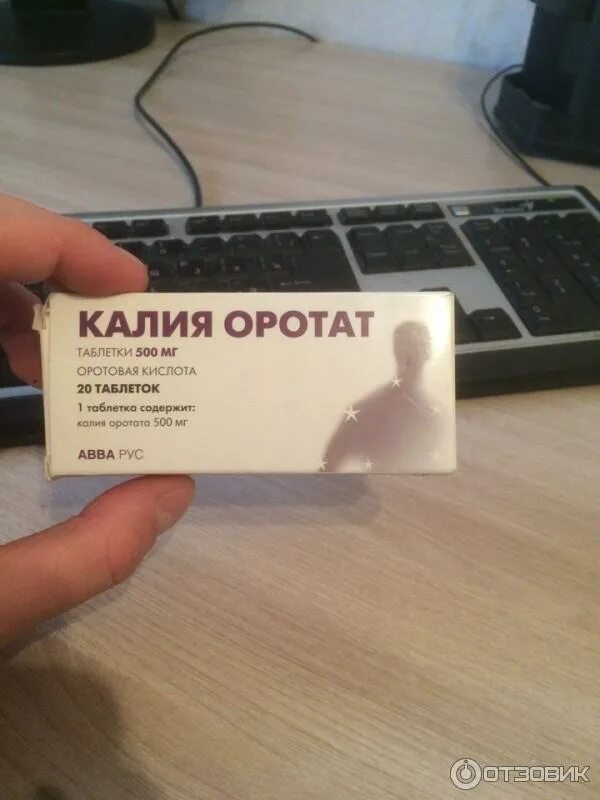 КАЛИЯ ОРОТАТ
ТАБЛЕТКИ 500 МГ
ОРОТОВАЯ КИСЛОТА
20 ТАБЛЕТОК
1 таблетка содержит:
калия оротата 500 мг
АВВА РУС
ОТЗОВИК